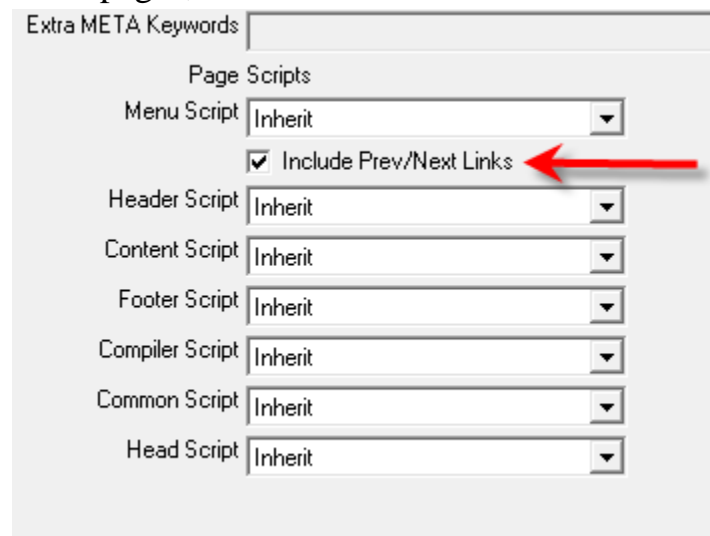 Extra META Keywords
Page Scripts
Menu Script Inherit
Include Prev/Next Links
Header Script Inherit
Content Script Inherit
Footer Script Inherit
Compiler Script Inherit
Common Script Inherit
Head Script Inherit